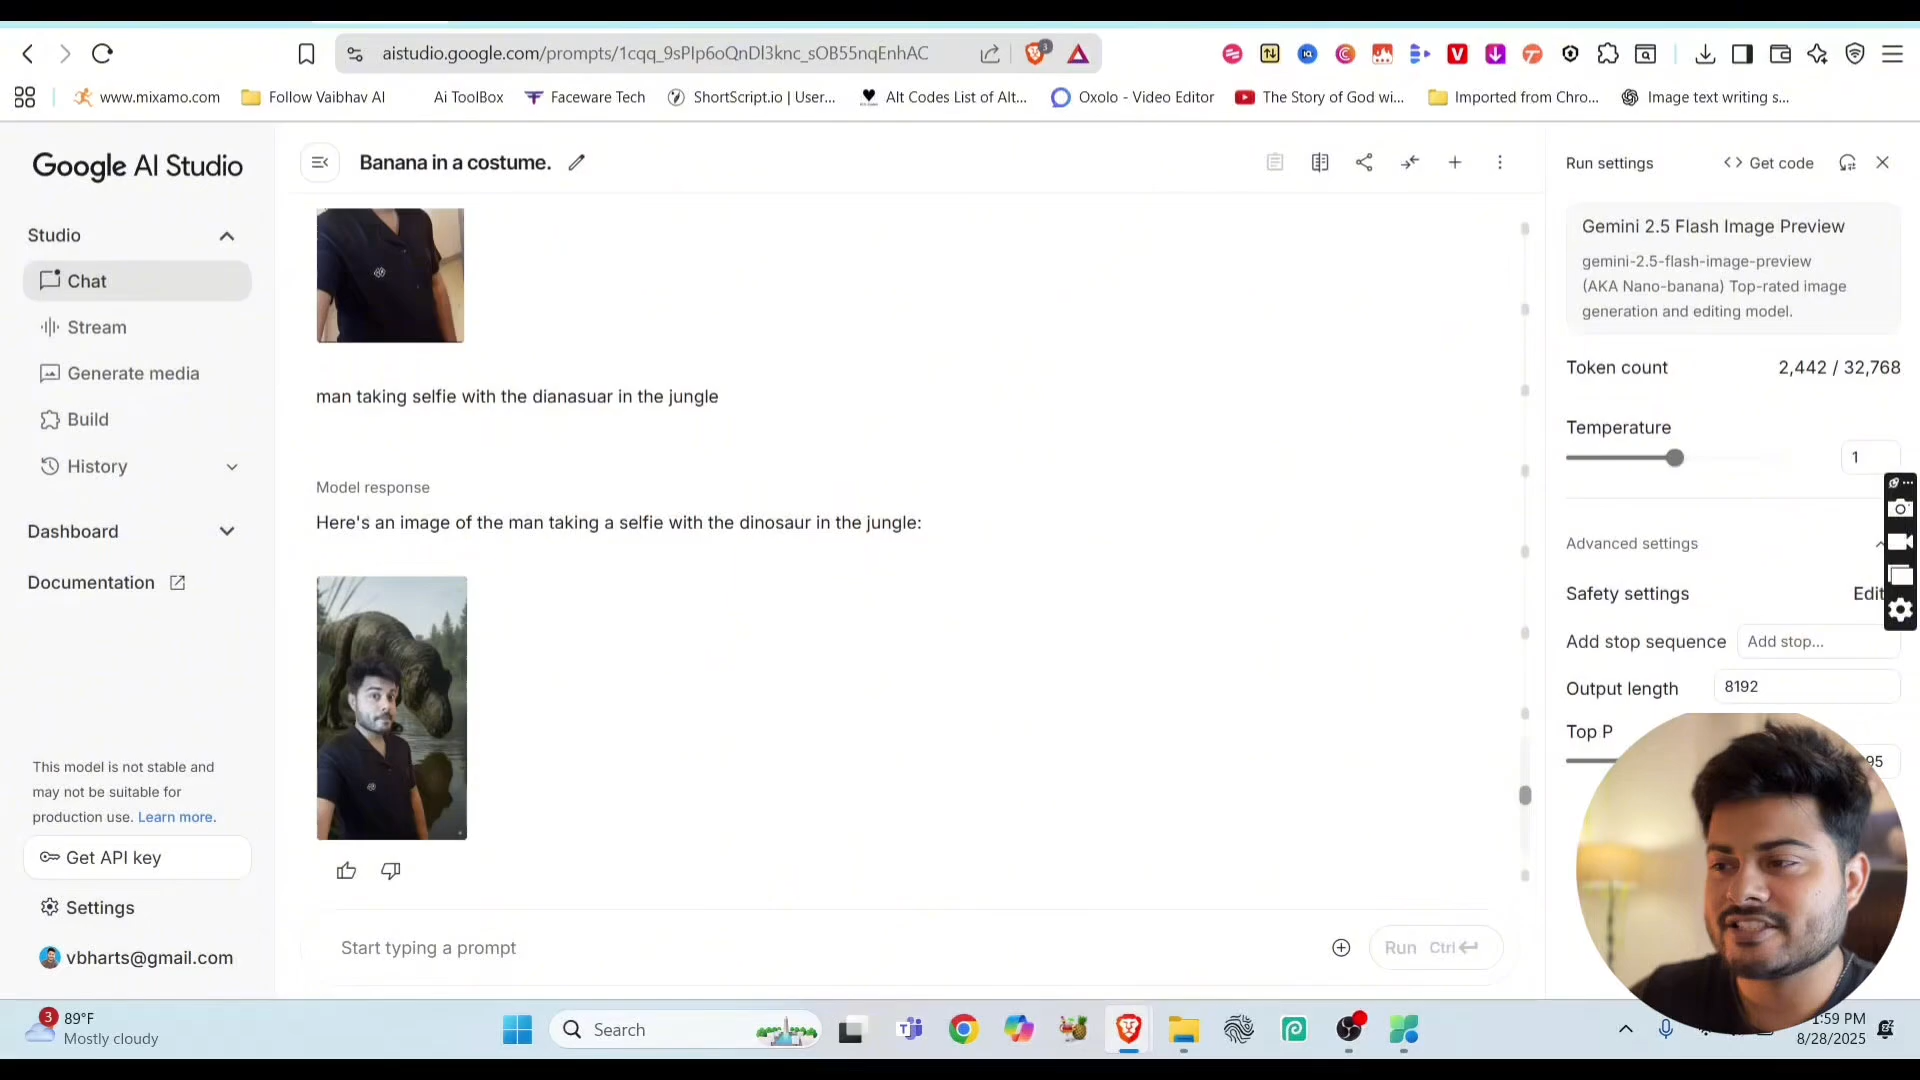 aistudio.google.com/prompts/1cqq_9sPIp6oQnDl3knc_sOB55nqEnhAC
3
www.mixamo.com
Follow Vaibhav AI
Ai ToolBox
Faceware Tech
ShortScript.io | User...
Alt Codes List of Alt...
Oxolo - Video Editor
The Story of God wi...
Imported from Chro...
Image text writing s...
Google AI Studio
Banana in a costume.
Run settings
Get code
Studio
Chat
Stream
Generate media
Build
History
Dashboard
Documentation
This model is not stable and
may not be suitable for
production use. Learn more.
Get API key
Settings
vbharts@gmail.com
man taking selfie with the dianasuar in the jungle
Model response
Here's an image of the man taking a selfie with the dinosaur in the jungle:
Start typing a prompt
Run Ctrl
Gemini 2.5 Flash Image Preview
gemini-2.5-flash-image-preview
(AKA Nano-banana) Top-rated image
generation and editing model.
Token count 2,442 / 32,768
Temperature
1
Advanced settings
Safety settings Edit
Add stop sequence Add stop...
Output length 8192
Top P
95
3
89°F
Mostly cloudy
Search
1:59 PM
8/28/2025